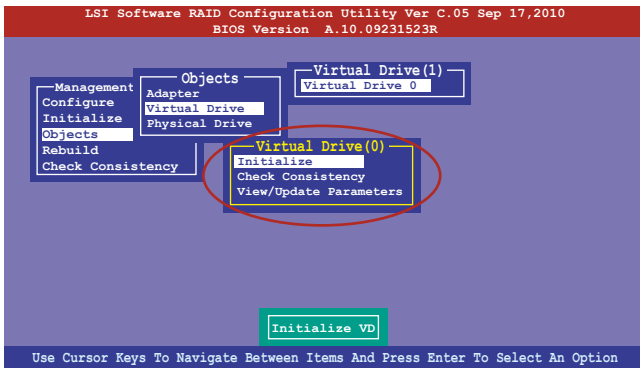 LSI Software RAID Configuration Utility Ver C.05 Sep 17,2010
BIOS Version A.10.09231523R
Management
Configure
Initialize
Objects
Rebuild
Check Consistency
Objects
Adapter
Virtual Drive
Physical Drive
Virtual Drive(1)
Virtual Drive 0
Virtual Drive(0)
Initialize
Check Consistency
View/Update Parameters
Initialize VD
Use Cursor Keys To Navigate Between Items And Press Enter To Select An Option